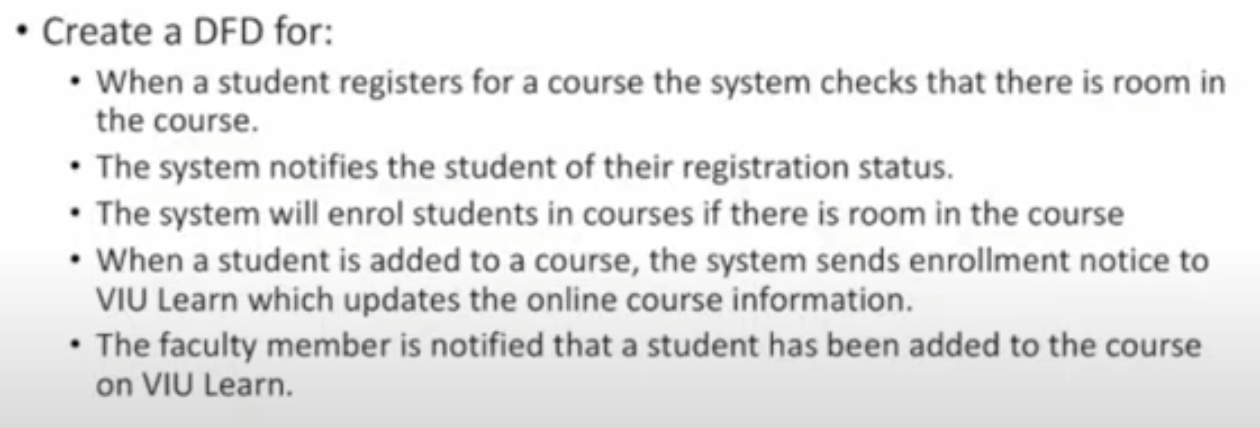 • Create a DFD for:
• When a student registers for a course the system checks that there is room in
the course.
• The system notifies the student of their registration status.
• The system will enrol students in courses if there is room in the course
• When a student is added to a course, the system sends enrollment notice to
VIU Learn which updates the online course information.
• The faculty member is notified that a student has been added to the course
on VIU Learn.